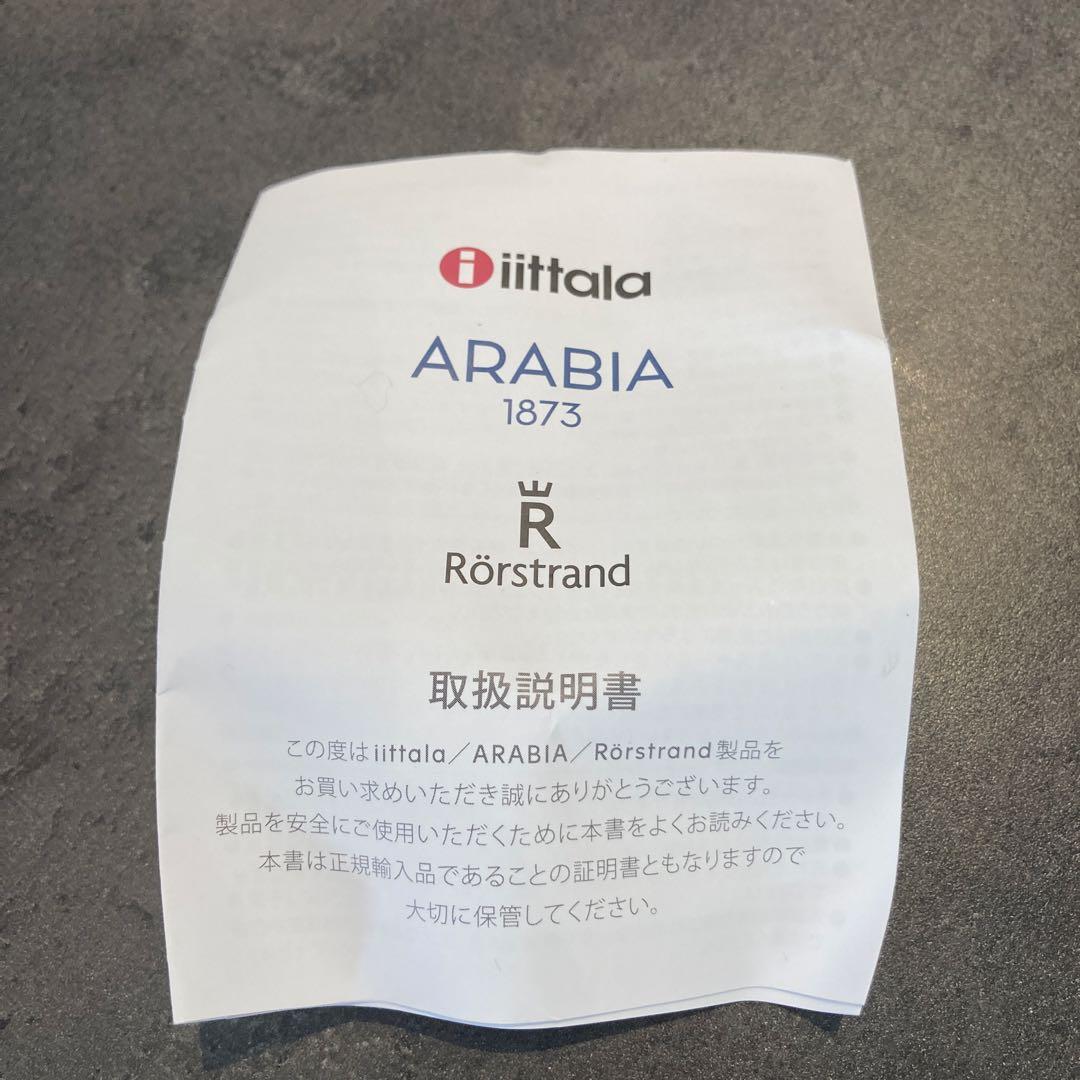 i iittala
ARABIA
1873
R
Rörstrand
取扱説明書
この度はiittala／ARABIA／Rörstrand製品を
お買い求めいただき誠にありがとうございます。
製品を安全にご使用いただくために本書をよくお読みください。
本書は正規輸入品であることの証明書ともなりますので
大切に保管してください。